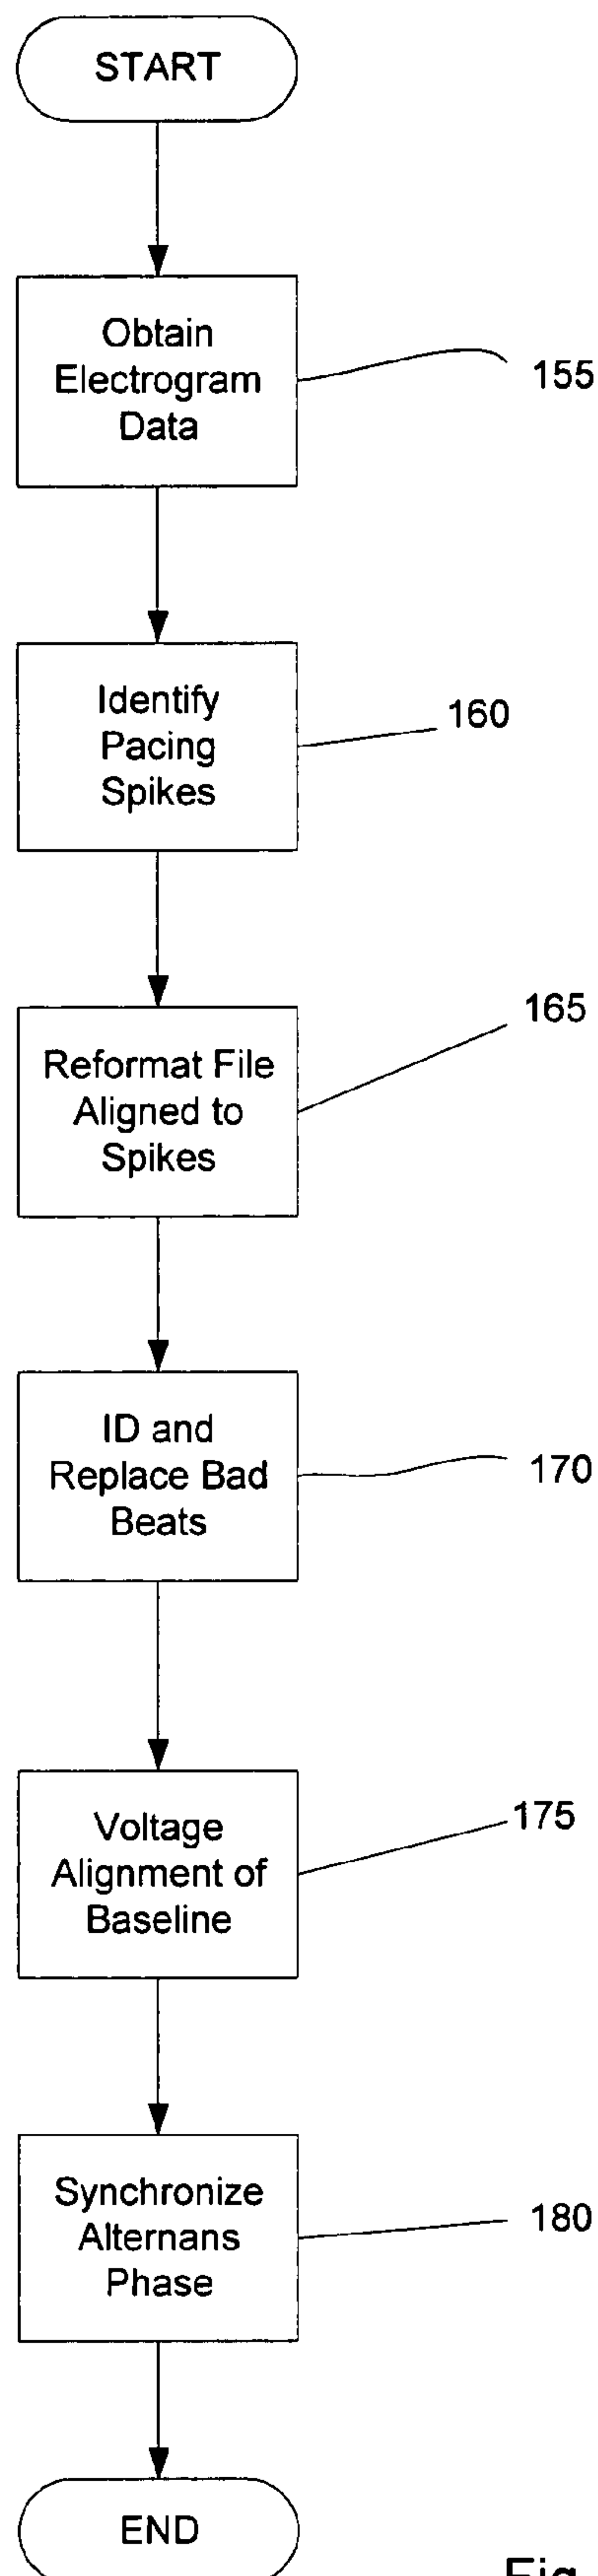 START
Obtain
Electrogram
Data
155
Identify
Pacing
Spikes
160
Reformat File
Aligned to
Spikes
165
ID and
Replace Bad
Beats
170
Voltage
Alignment of
Baseline
175
Synchronize
Alternans
Phase
180
END
Fig